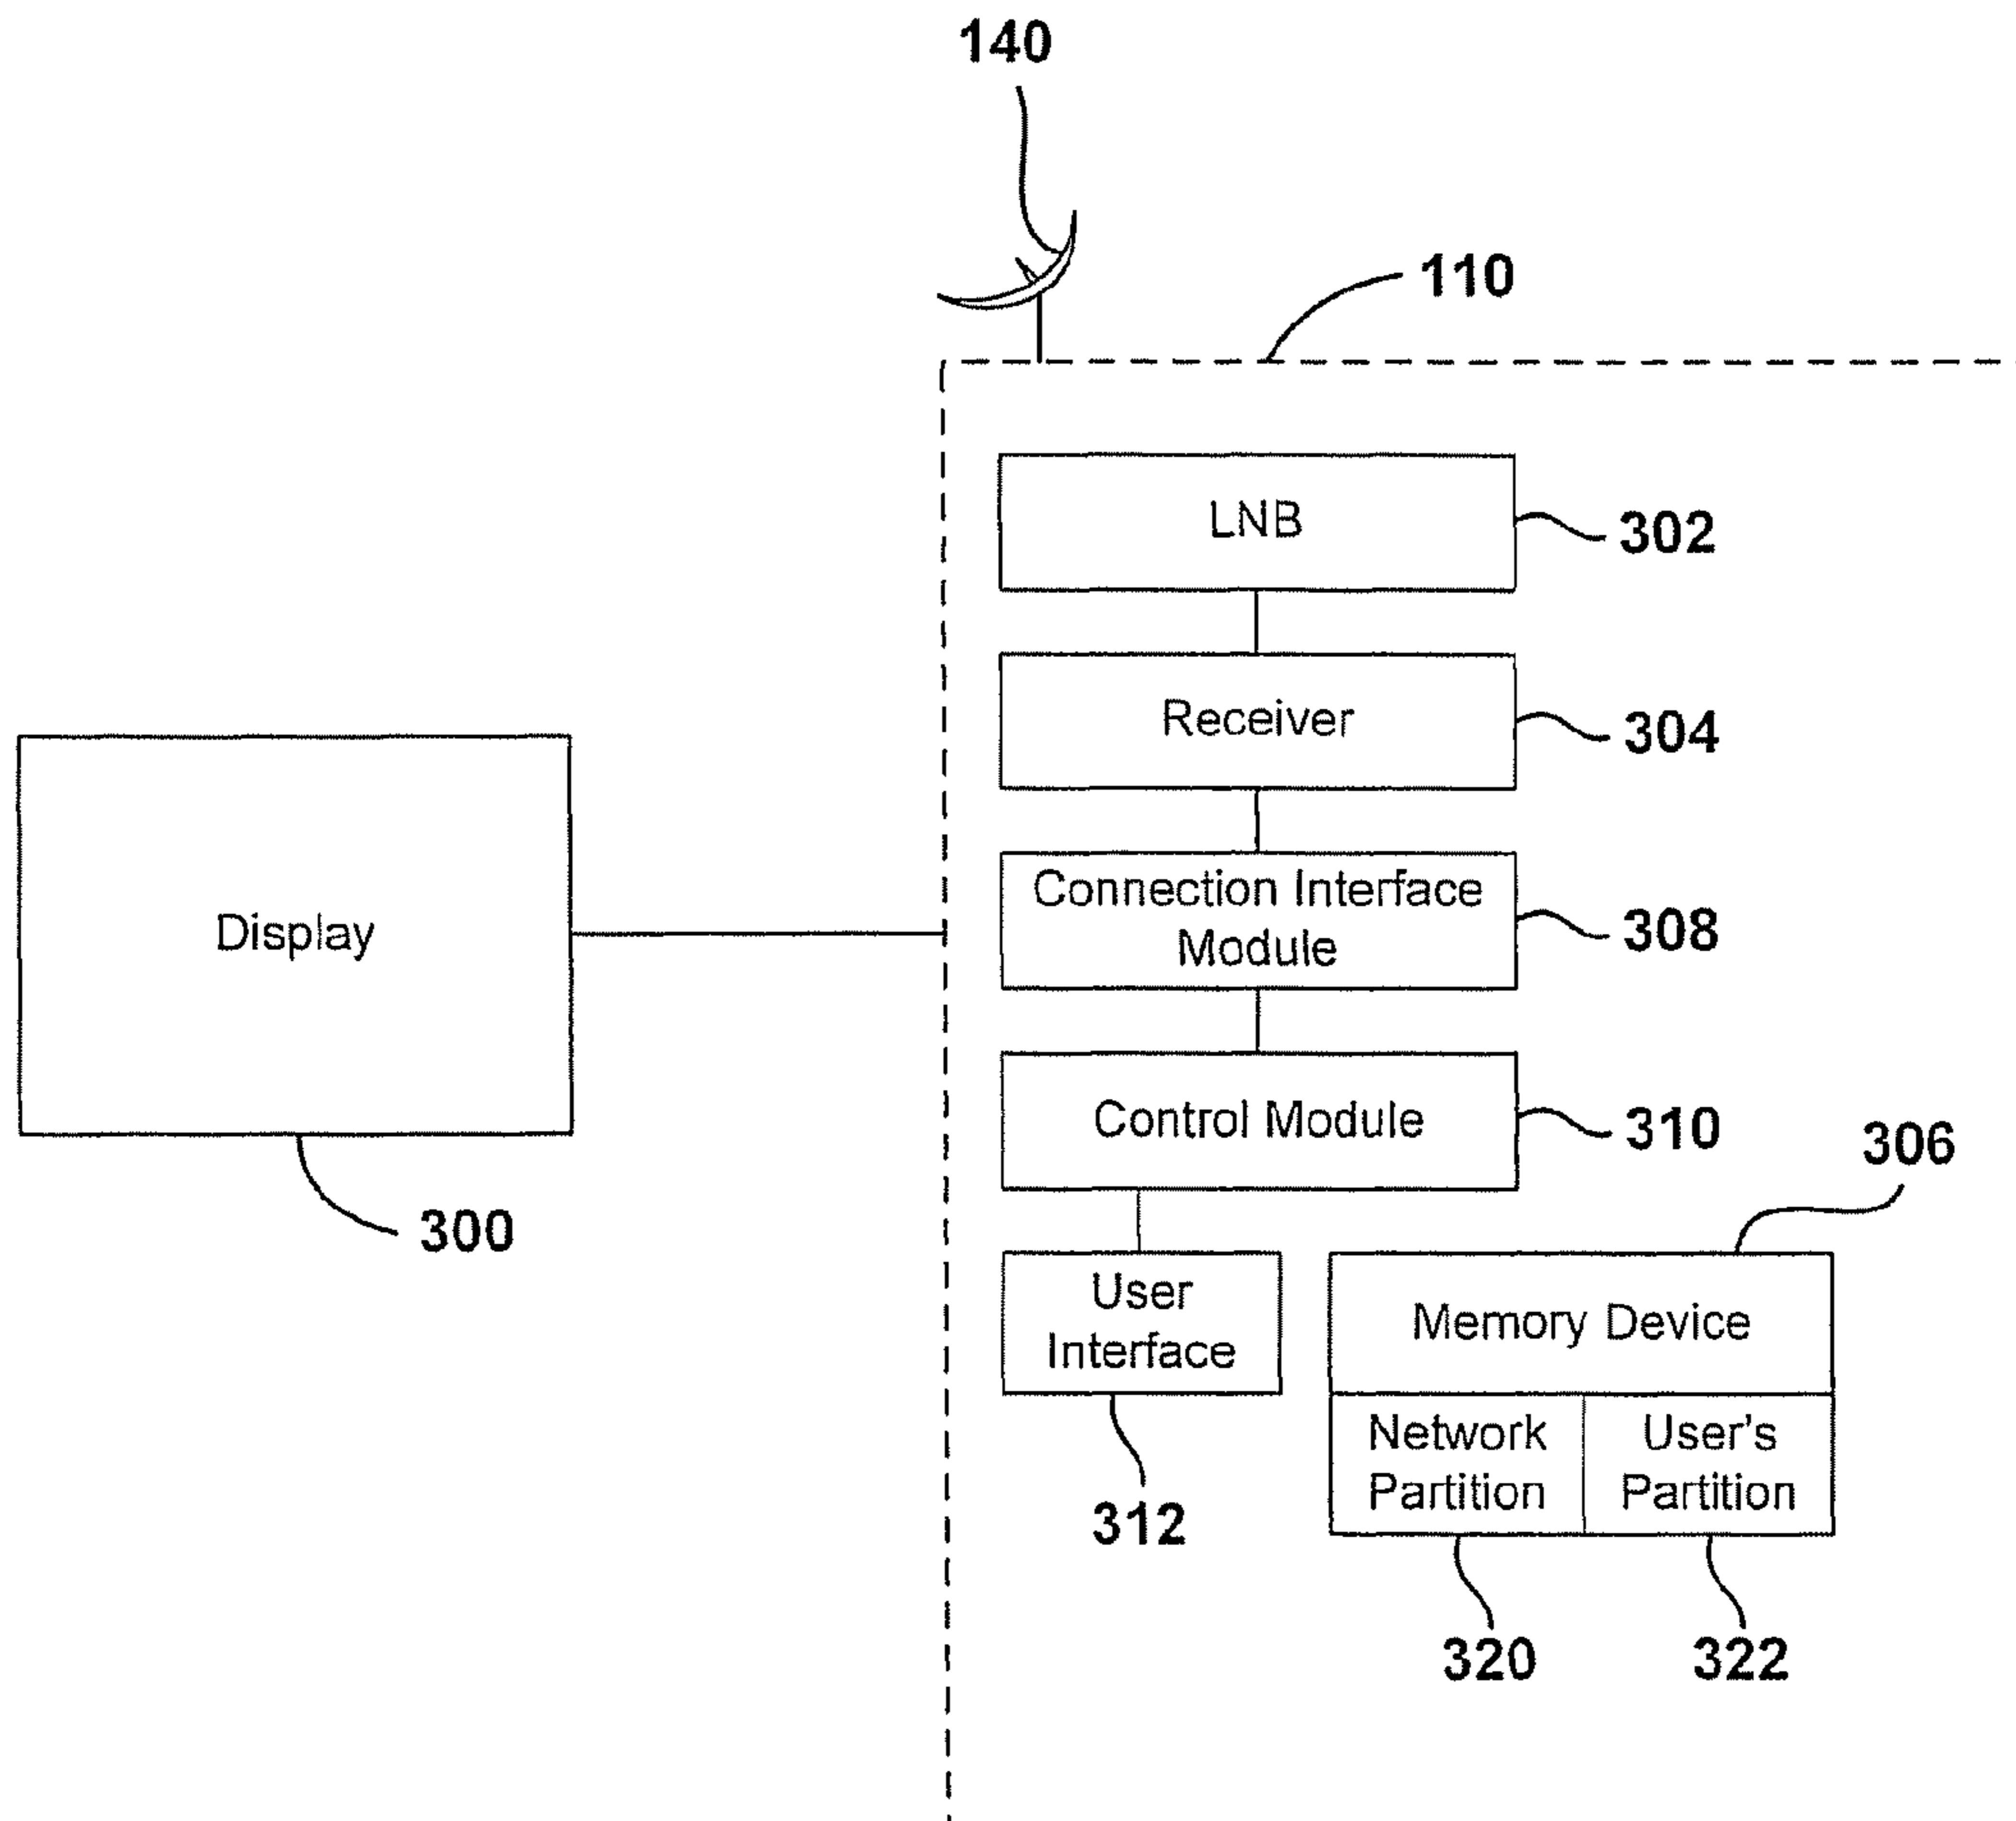 140
110
LNB
302
Receiver
304
Connection Interface
Module
308
Display
300
Control Module
310
306
User
Interface
312
Memory Device
Network
Partition
User's
Partition
320
322